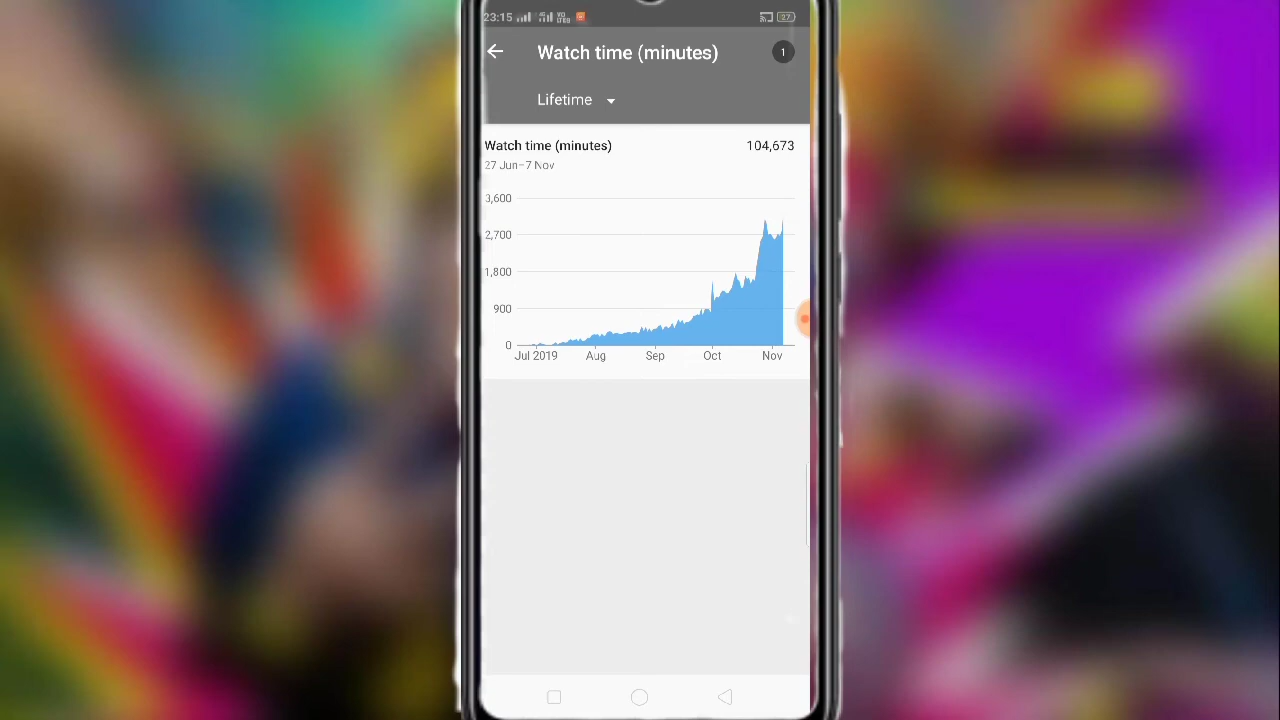 23:15 27
Watch time (minutes) 1
Lifetime
Watch time (minutes) 104,673
27 Jun–7 Nov
3,600
2,700
1,800
900
0
Jul 2019 Aug Sep Oct Nov